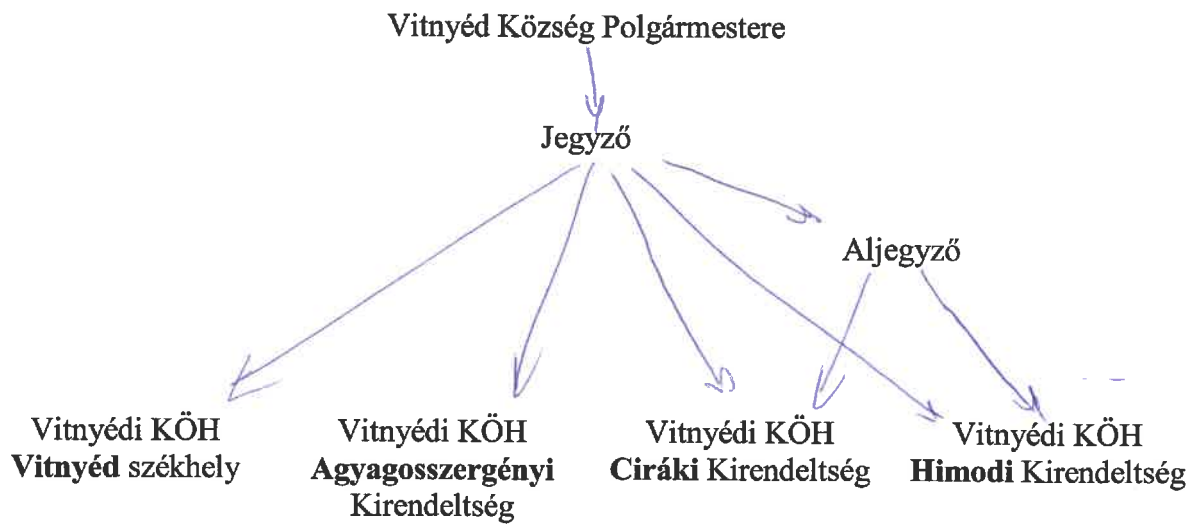 Vitnyéd Község Polgármestere
Jegyző
Aljegyző
Vitnyédi KÖH
Vitnyéd székhely
Vitnyédi KÖH
Agyagosszergényi
Kirendeltség
Vitnyédi KÖH
Ciráki Kirendeltség
Vitnyédi KÖH
Himodi Kirendeltség